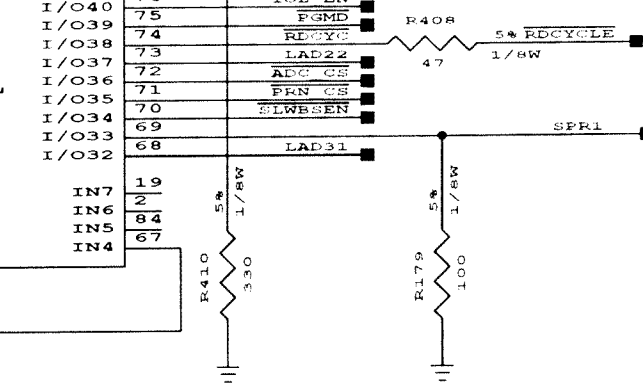 I/O40
I/O39 75 PGMD
I/O38 74 RDCYC R408 47 5% 1/8W RDCYCLE
I/O37 73 LAD22
I/O36 72 ADC CS
I/O35 71 PRN CS
I/O34 70 SLWBSEN
I/O33 69 SPR1
I/O32 68 LAD31
IN7 19
IN6 2
IN5 84
IN4 67
R410 330 5% 1/8W
R179 100 5% 1/8W